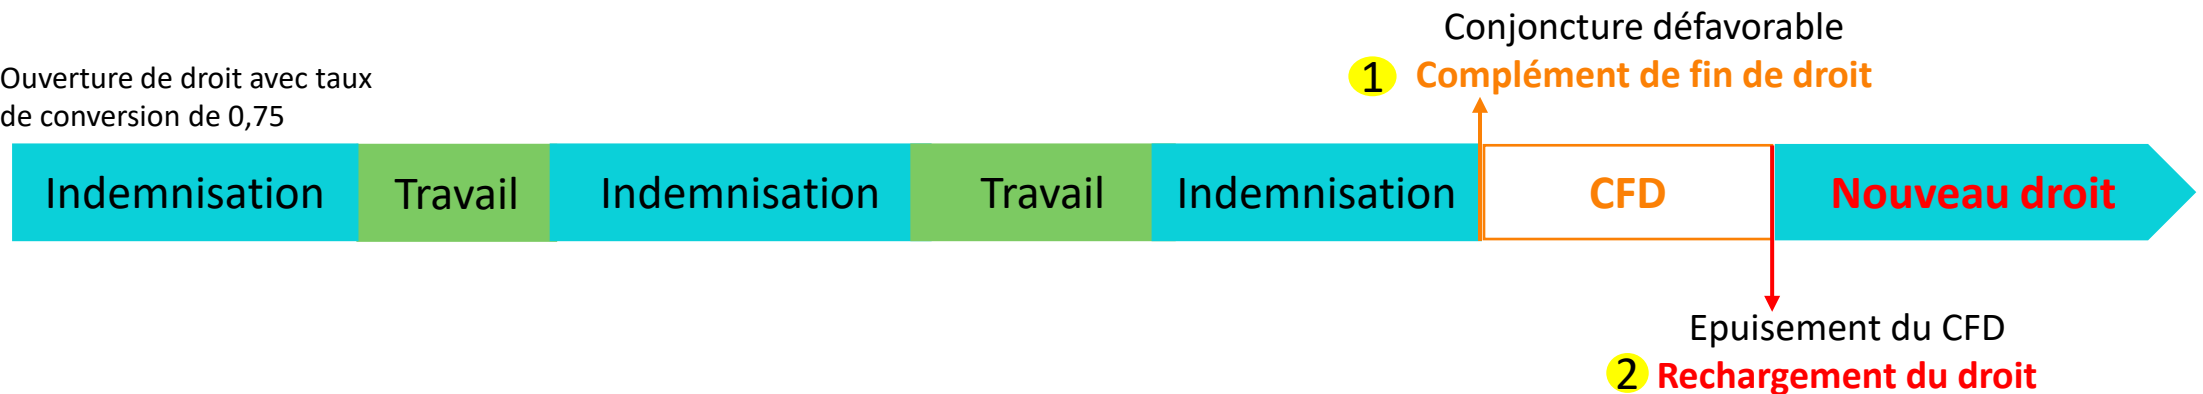 Conjoncture défavorable
1 Complément de fin de droit
Ouverture de droit avec taux
de conversion de 0,75
Indemnisation Travail Indemnisation Travail Indemnisation CFD Nouveau droit
Epuisement du CFD
2 Rechargement du droit